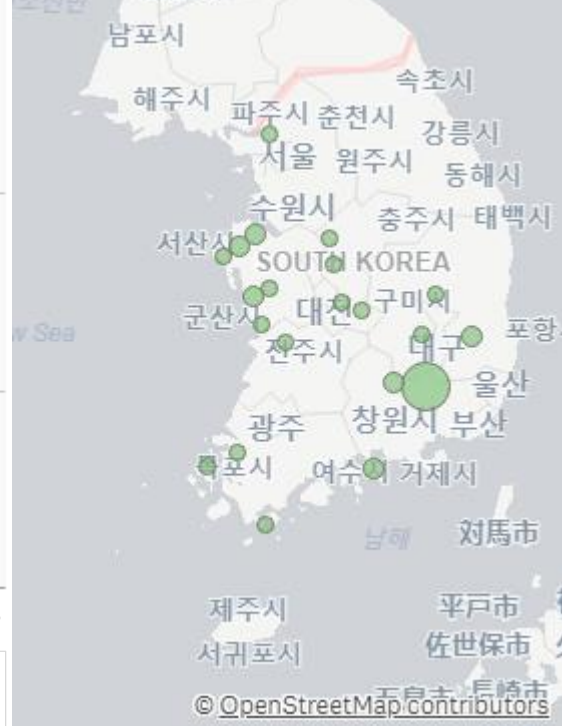 남포시
속초시
해주시
파주시 춘천시
강릉시
서울 원주시
동해시
수원시
충주시 태백시
서산시
SOUTH KOREA
구미시
대전
군산시
포항
대구
전주시
울산
창원시 부산
광주
목포시
여수시 거제시
남해
対馬市
제주시
平戸市
서귀포시
佐世保市
長崎市
© OpenStreetMap contributors